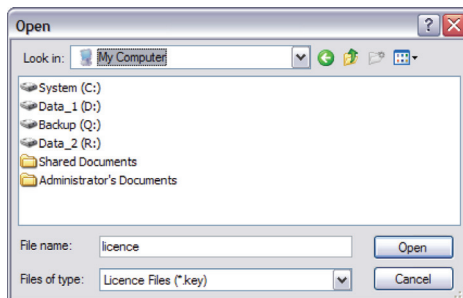 Open
Look in: My Computer
System (C:)
Data_1 (D:)
Backup (Q:)
Data_2 (R:)
Shared Documents
Administrator's Documents
File name: licence Open
Files of type: Licence Files (*.key) Cancel